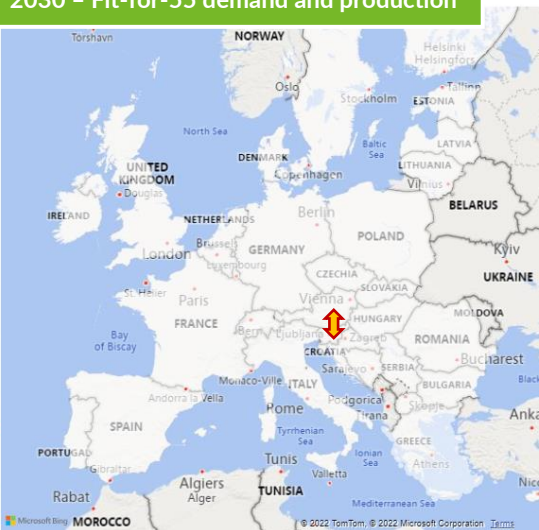 2030 – Fit-for-55 demand and production
Tórshavn
NORWAY
Helsinki
Helsingfors
Oslo
Stockholm
Tallinn
ESTONIA
North Sea
Baltic
Sea
LATVIA
DENMARK
LITHUANIA
UNITED
KINGDOM
Copenhagen
Vilnius
Douglas
BELARUS
IRELAND
NETHERLANDS
Berlin
POLAND
London
Brussels
GERMANY
Kyiv
Luxembourg
CZECHIA
UKRAINE
St. Helier
Paris
SLOVAKIA
Vienna
MOLDOVA
FRANCE
Bern
HUNGARY
Ljubljana
Zagreb
ROMANIA
Bay
of Biscay
CROATIA
Sarajevo
SERBIA
Bucharest
Monaco-Ville
ITALY
BULGARIA
Black
Andorra la Vella
Podgorica
Skopje
Rome
Tirana
Anka
SPAIN
Tyrrhenian
Sea
GREECE
PORTUGAL
Ionian
Sea
Athens
Gibraltar
Tunis
Algiers
Alger
Valletta
Nico
Rabat
TUNISIA
Mediterranean Sea
Microsoft Bing
MOROCCO
© 2022 TomTom, © 2022 Microsoft Corporation Terms